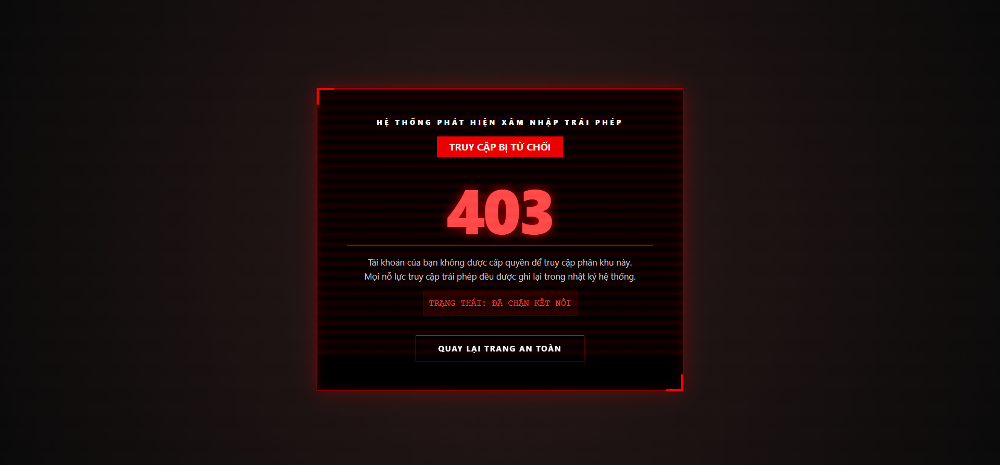 HỆ THỐNG PHÁT HIỆN XÂM NHẬP TRÁI PHÉP
TRUY CẬP BỊ TỪ CHỐI
403
Tài khoản của bạn không được cấp quyền để truy cập phân khu này.
Mọi nỗ lực truy cập trái phép đều được ghi lại trong nhật ký hệ thống.
TRẠNG THÁI: ĐÃ CHẶN KẾT NỐI
QUAY LẠI TRANG AN TOÀN